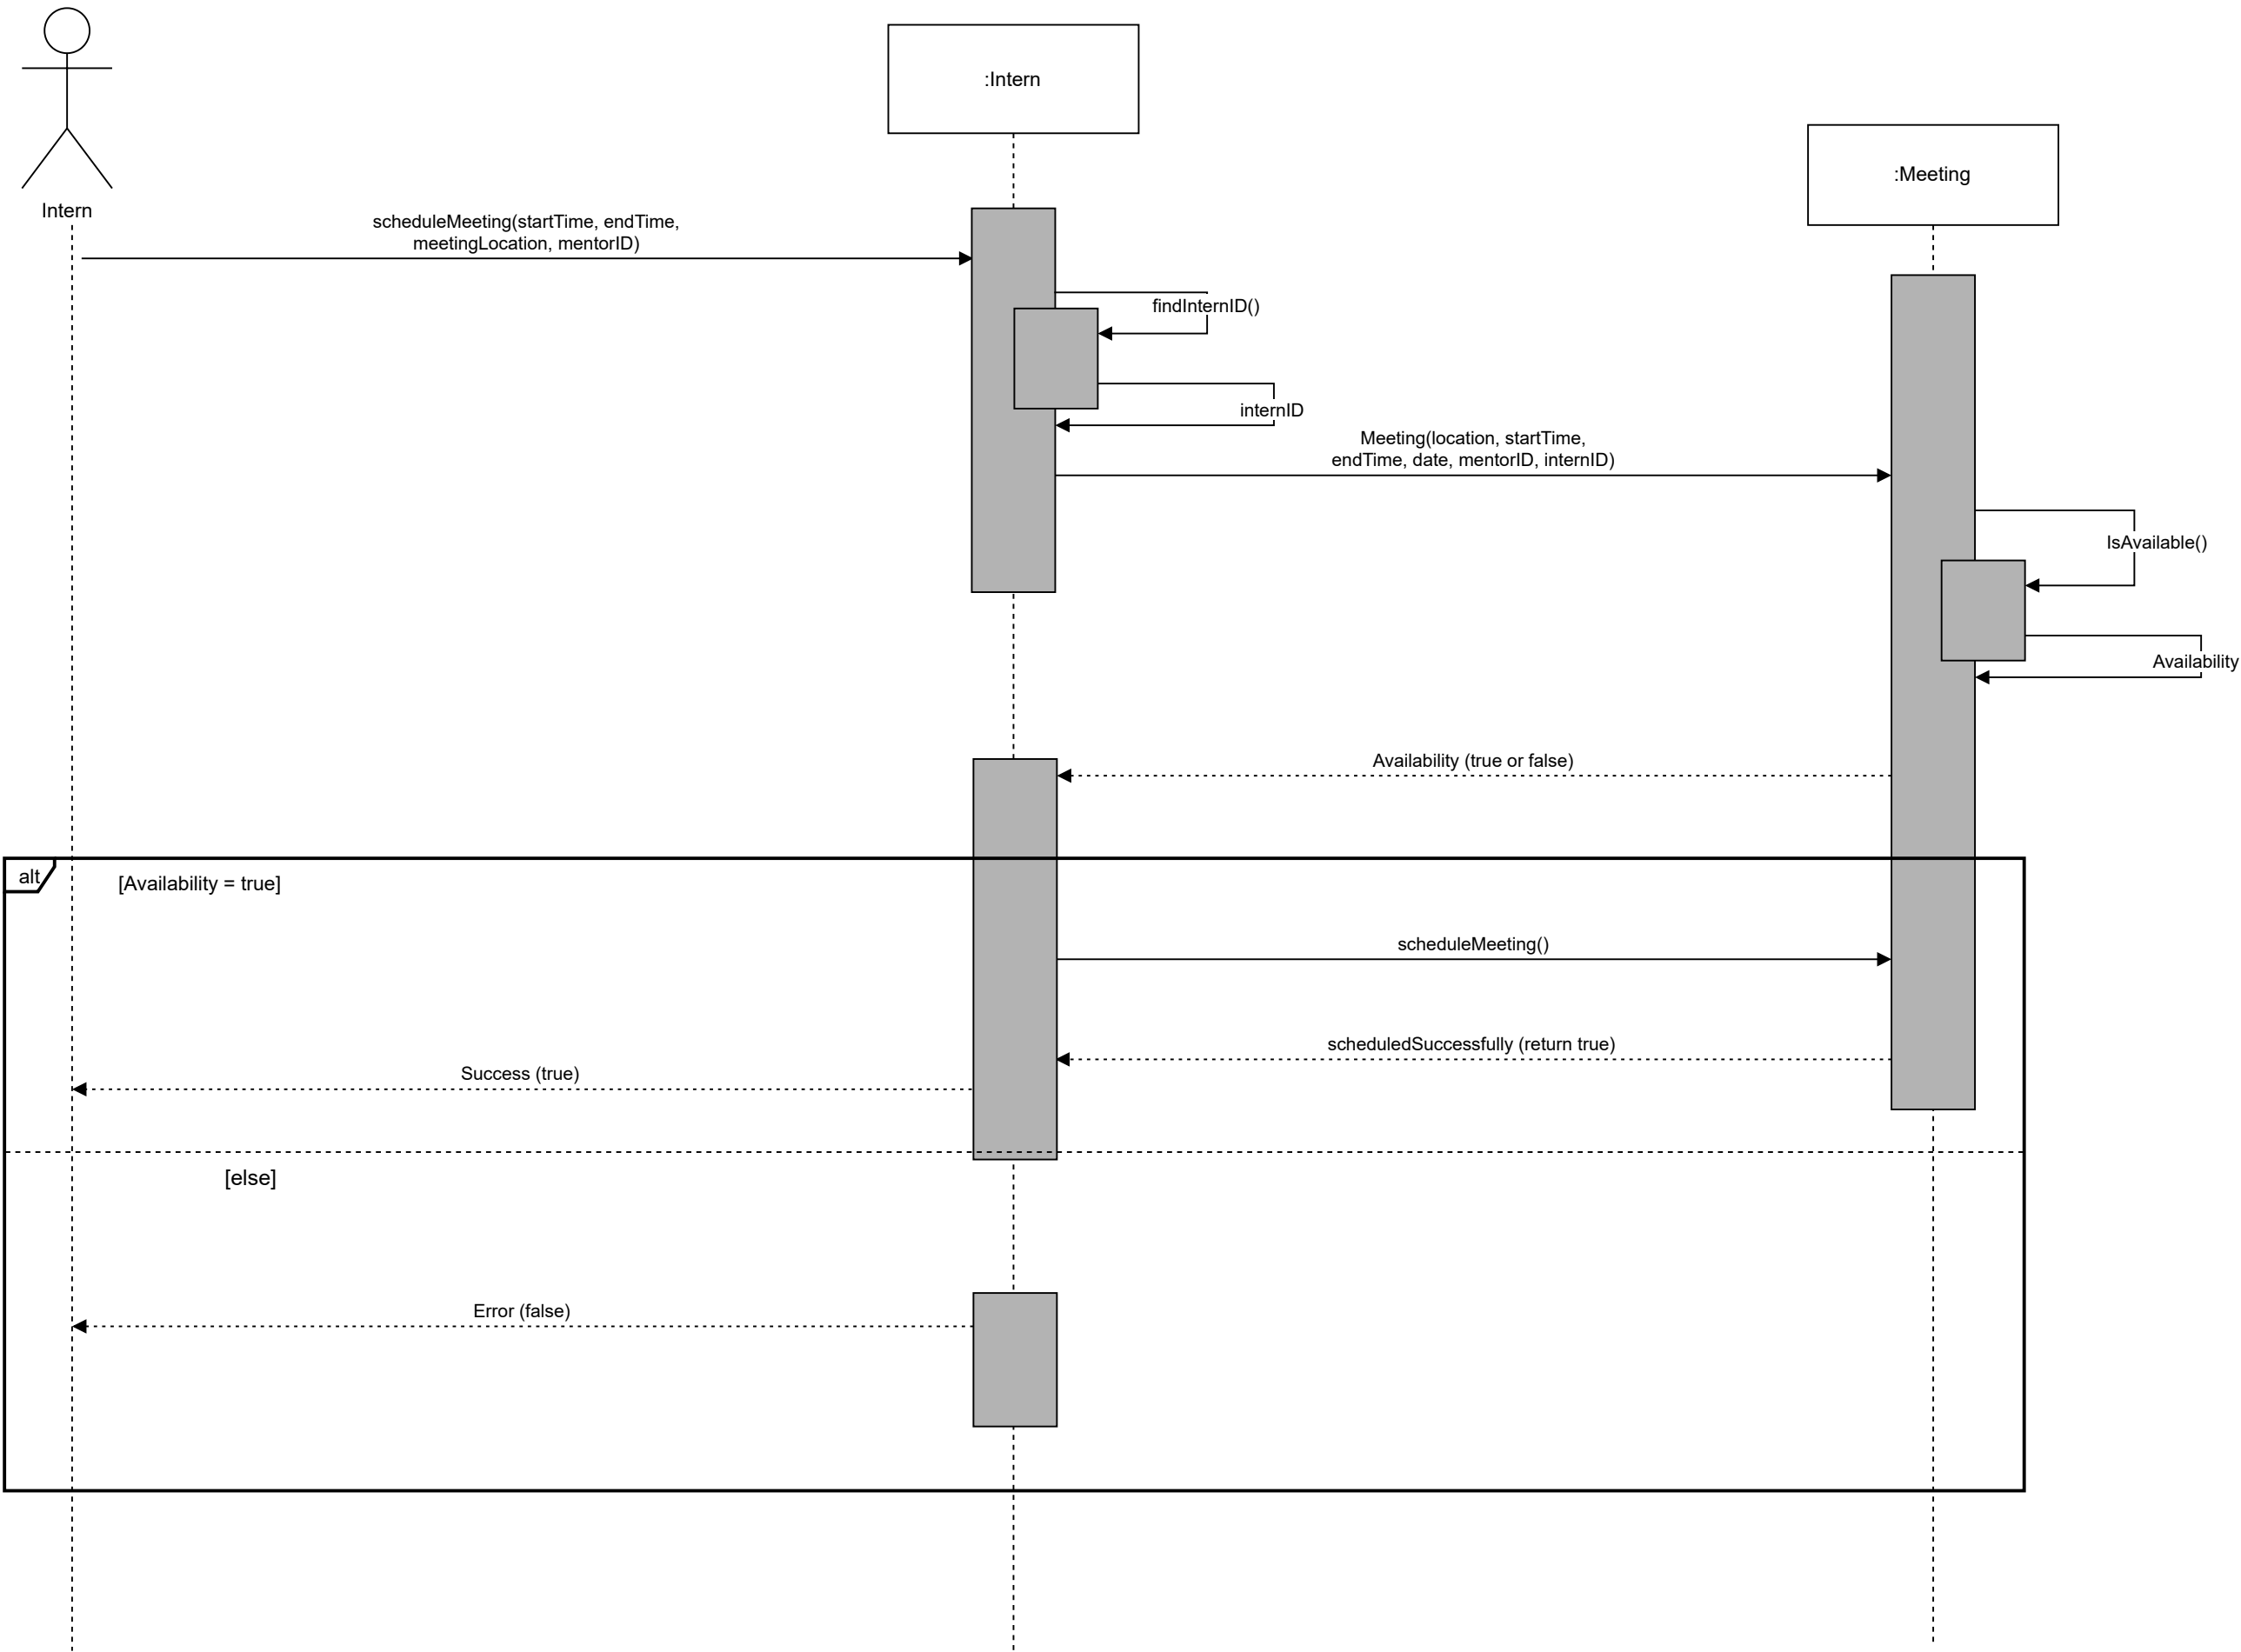 :Intern
:Meeting
Intern
scheduleMeeting(startTime, endTime,
meetingLocation, mentorID)
findInternID()
internID
Meeting(location, startTime,
endTime, date, mentorID, internID)
IsAvailable()
Availability
Availability (true or false)
alt
[Availability = true]
scheduleMeeting()
scheduledSuccessfully (return true)
Success (true)
[else]
Error (false)